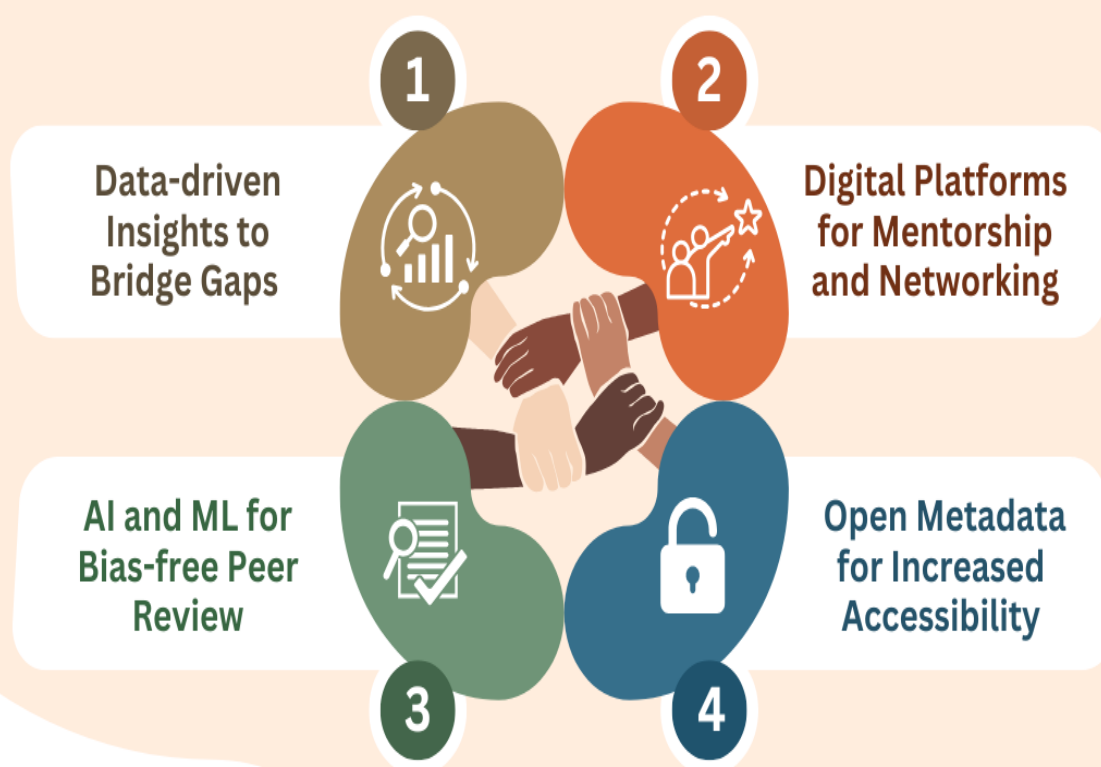 1
Data-driven
Insights to
Bridge Gaps
2
Digital Platforms
for Mentorship
and Networking
3
AI and ML for
Bias-free Peer
Review
4
Open Metadata
for Increased
Accessibility